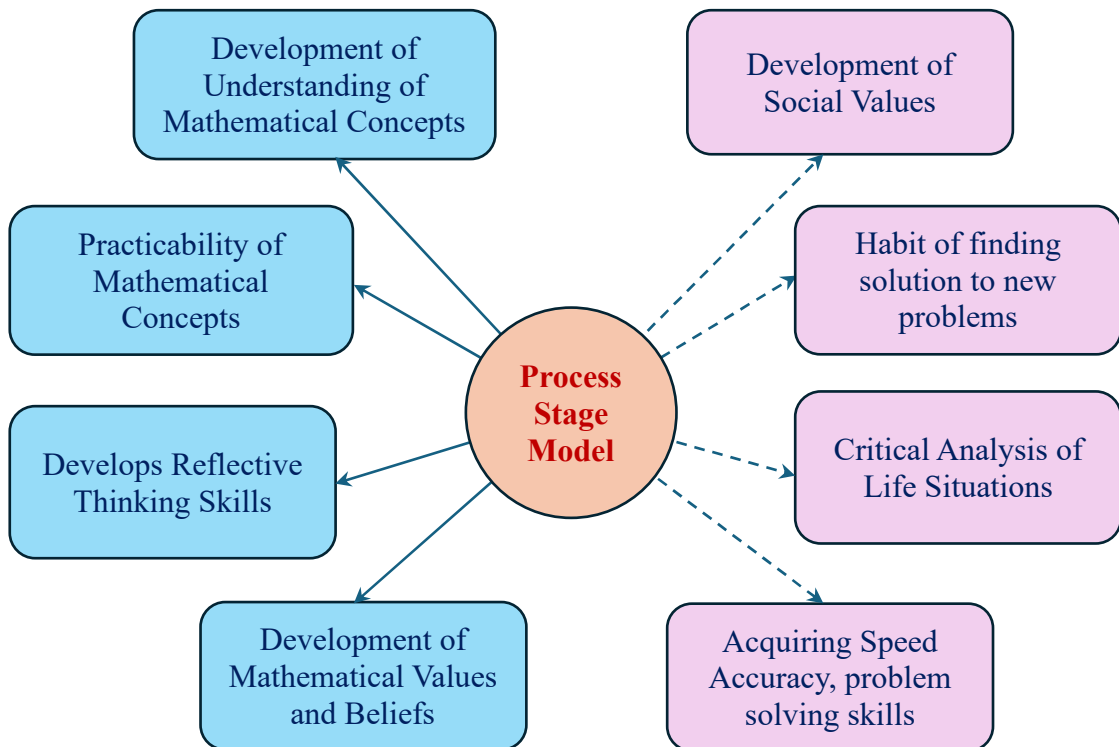 Development of
Understanding of
Mathematical Concepts
Development of
Social Values
Practicability of
Mathematical
Concepts
Habit of finding
solution to new
problems
Process
Stage
Model
Develops Reflective
Thinking Skills
Critical Analysis of
Life Situations
Development of
Mathematical Values
and Beliefs
Acquiring Speed
Accuracy, problem
solving skills